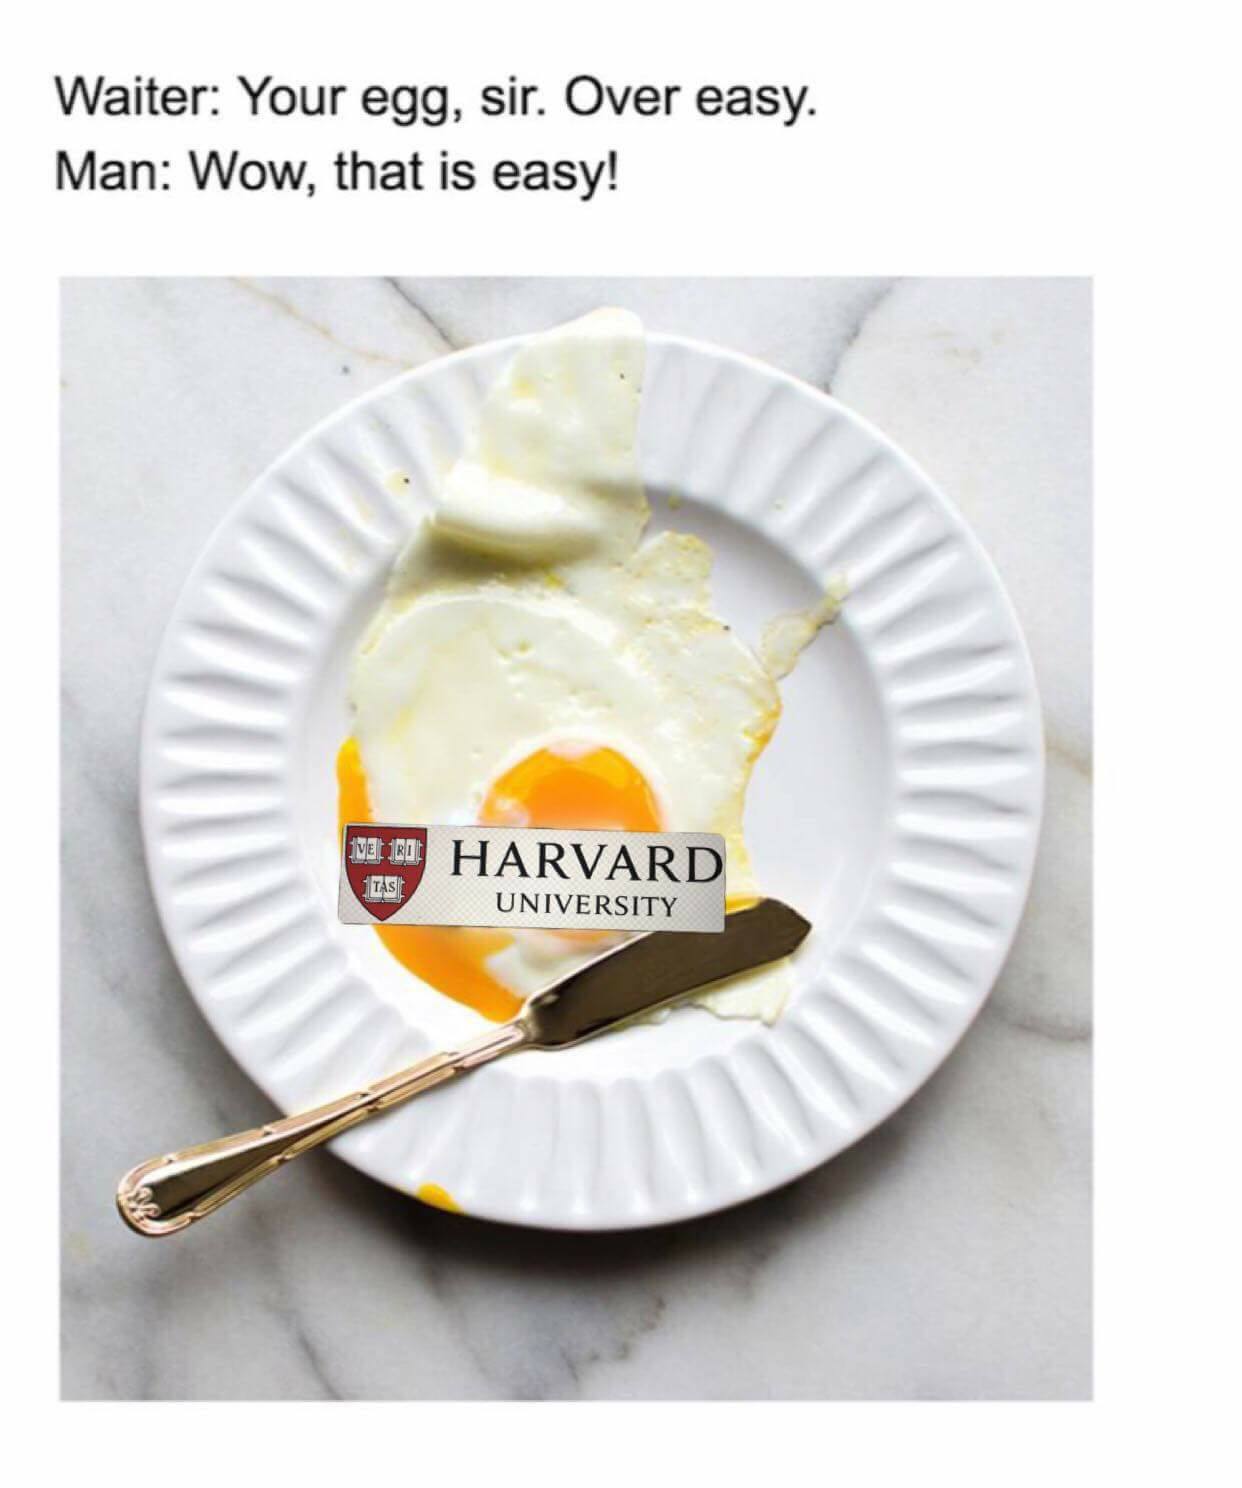 Waiter: Your egg, sir. Over easy.
Man: Wow, that is easy!
VE RI
TAS
HARVARD
UNIVERSITY